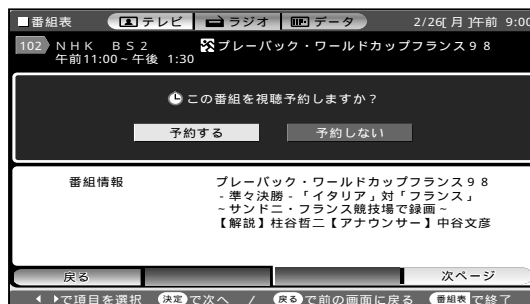 ■番組表 テレビ ラジオ データ 2/26[月]午前 9:00
102 NHK BS2 プレーバック・ワールドカップフランス98
午前11:00~午後 1:30
この番組を視聴予約しますか?
予約する 予約しない
番組情報 プレーバック・ワールドカップフランス98
-準々決勝-「イタリア」対「フランス」
~サンドニ・フランス競技場で録画~
【解説】柱谷哲二【アナウンサー】中谷文彦
戻る 次ページ
で項目を選択 決定で次へ / 戻るで前の画面に戻る 番組表で終了